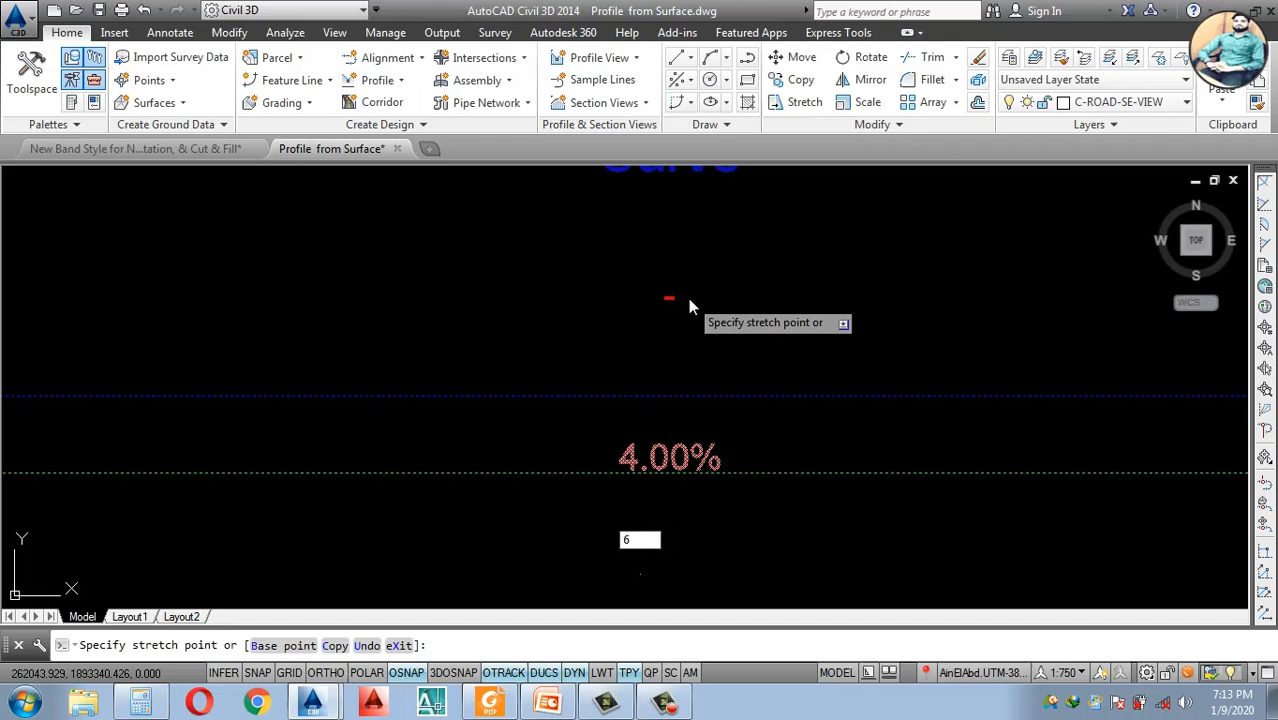 Civil 3D
AutoCAD Civil 3D 2014 Profile from Surface.dwg
Type a keyword or phrase
Sign In
C3D
Home Insert Annotate Modify Analyze View Manage Output Survey Autodesk 360 Help Add-ins Featured Apps Express Tools
Toolspace
Import Survey Data
Points
Surfaces
Parcel
Feature Line
Grading
Alignment
Profile
Corridor
Intersections
Assembly
Pipe Network
Profile View
Sample Lines
Section Views
Move
Copy
Stretch
Rotate
Mirror
Scale
Trim
Fillet
Array
Unsaved Layer State
C-ROAD-SE-VIEW
Paste
Palettes
Create Ground Data
Create Design
Profile & Section Views
Draw
Modify
Layers
Clipboard
New Band Style for N...tation, & Cut & Fill*
Profile from Surface*
N
W TOP E
S
WCS
Specify stretch point or
4.00%
6
Y
X
Model Layout1 Layout2
Specify stretch point or [Base point Copy Undo eXit]:
262043.929, 1893340.426, 0.000
INFER SNAP GRID ORTHO POLAR OSNAP 3DOSNAP OTRACK DUCS DYN LWT TPY QP SC AM
MODEL
AinElAbd.UTM-38...
1:750
C3D
PDF
7:13 PM
1/9/2020